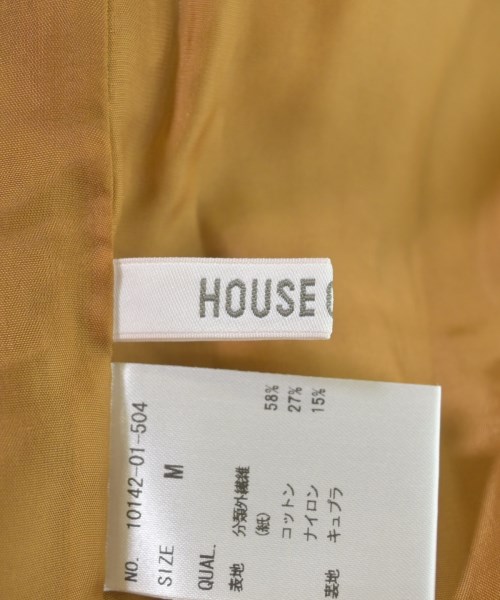 HOUSE
NO. 10142-01-504
SIZE M
QUAL.
表地 分類外繊維 58%
(紙)
コットン 27%
ナイロン 15%
裏地 キュプラ